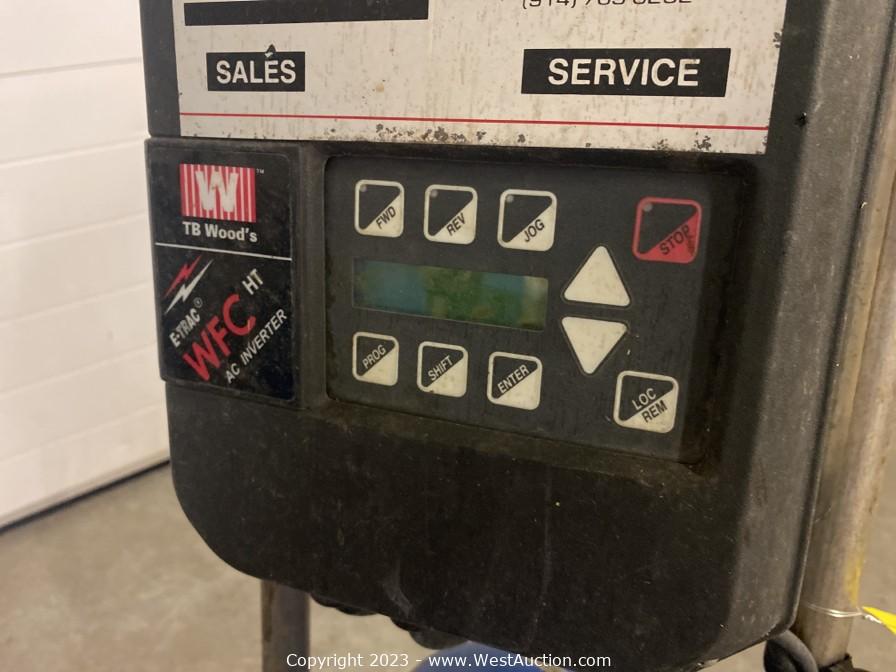 SALES
SERVICE
W
TM
TB Wood's
E-TRAC®
WFC HT
AC INVERTER
FWD
REV
JOG
STOP
PROG
SHIFT
ENTER
LOC
REM
Copyright 2023 - www.WestAuction.com